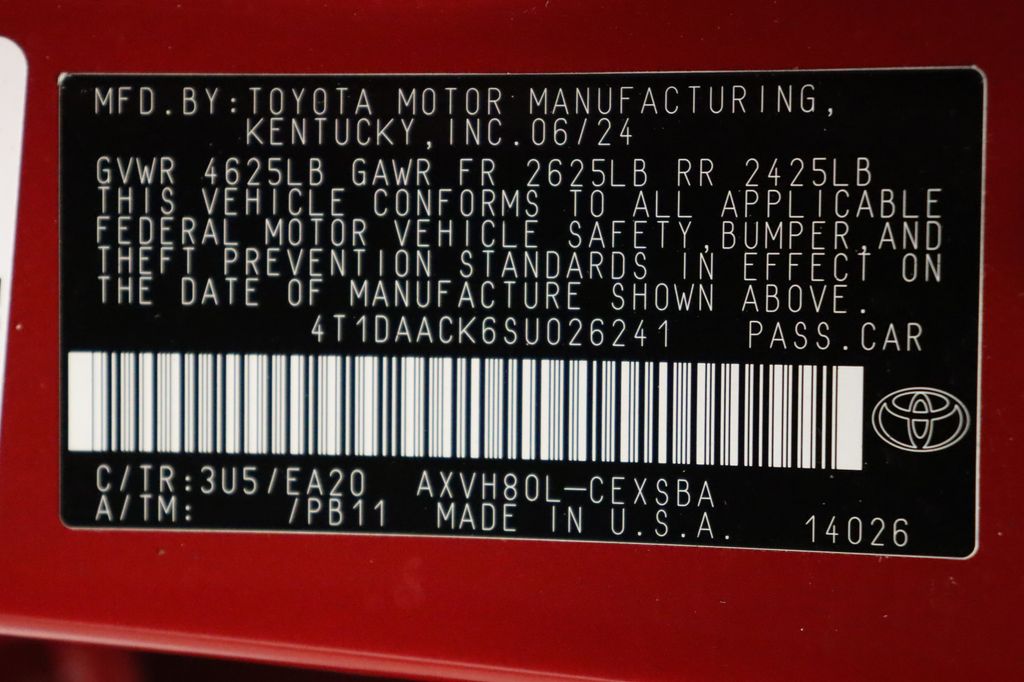 MFD.BY:TOYOTA MOTOR MANUFACTURING,
KENTUCKY,INC.06/24
GVWR 4625LB GAWR FR 2625LB RR 2425LB
THIS VEHICLE CONFORMS TO ALL APPLICABLE
FEDERAL MOTOR VEHICLE SAFETY,BUMPER,AND
THEFT PREVENTION STANDARDS IN EFFECT ON
THE DATE OF MANUFACTURE SHOWN ABOVE.
4T1DAACK6SU026241 PASS.CAR
C/TR:3U5/EA20 AXVH80L-CEXSBA
A/TM: /PB11 MADE IN U.S.A. 14026